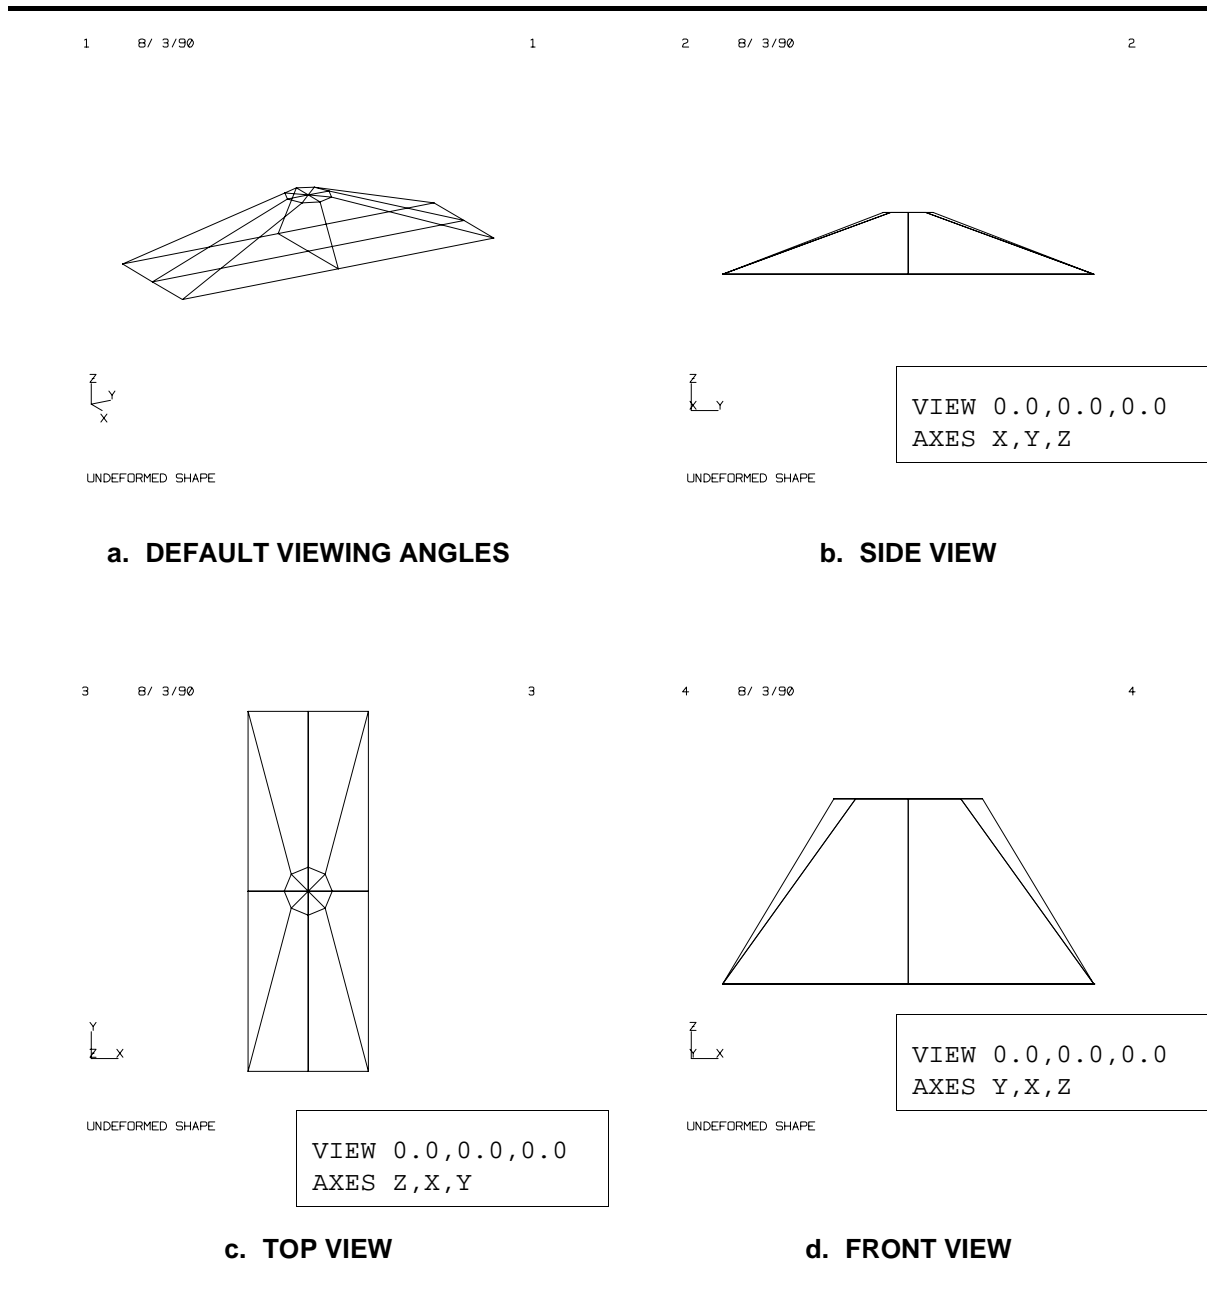 1 8/ 3/90 1
Z
Y
X
UNDEFORMED SHAPE
a. DEFAULT VIEWING ANGLES
2 8/ 3/90 2
Z
X Y
VIEW 0.0,0.0,0.0
AXES X,Y,Z
UNDEFORMED SHAPE
b. SIDE VIEW
3 8/ 3/90 3
Y
Z X
UNDEFORMED SHAPE
VIEW 0.0,0.0,0.0
AXES Z,X,Y
c. TOP VIEW
4 8/ 3/90 4
Z
Y X
VIEW 0.0,0.0,0.0
AXES Y,X,Z
UNDEFORMED SHAPE
d. FRONT VIEW